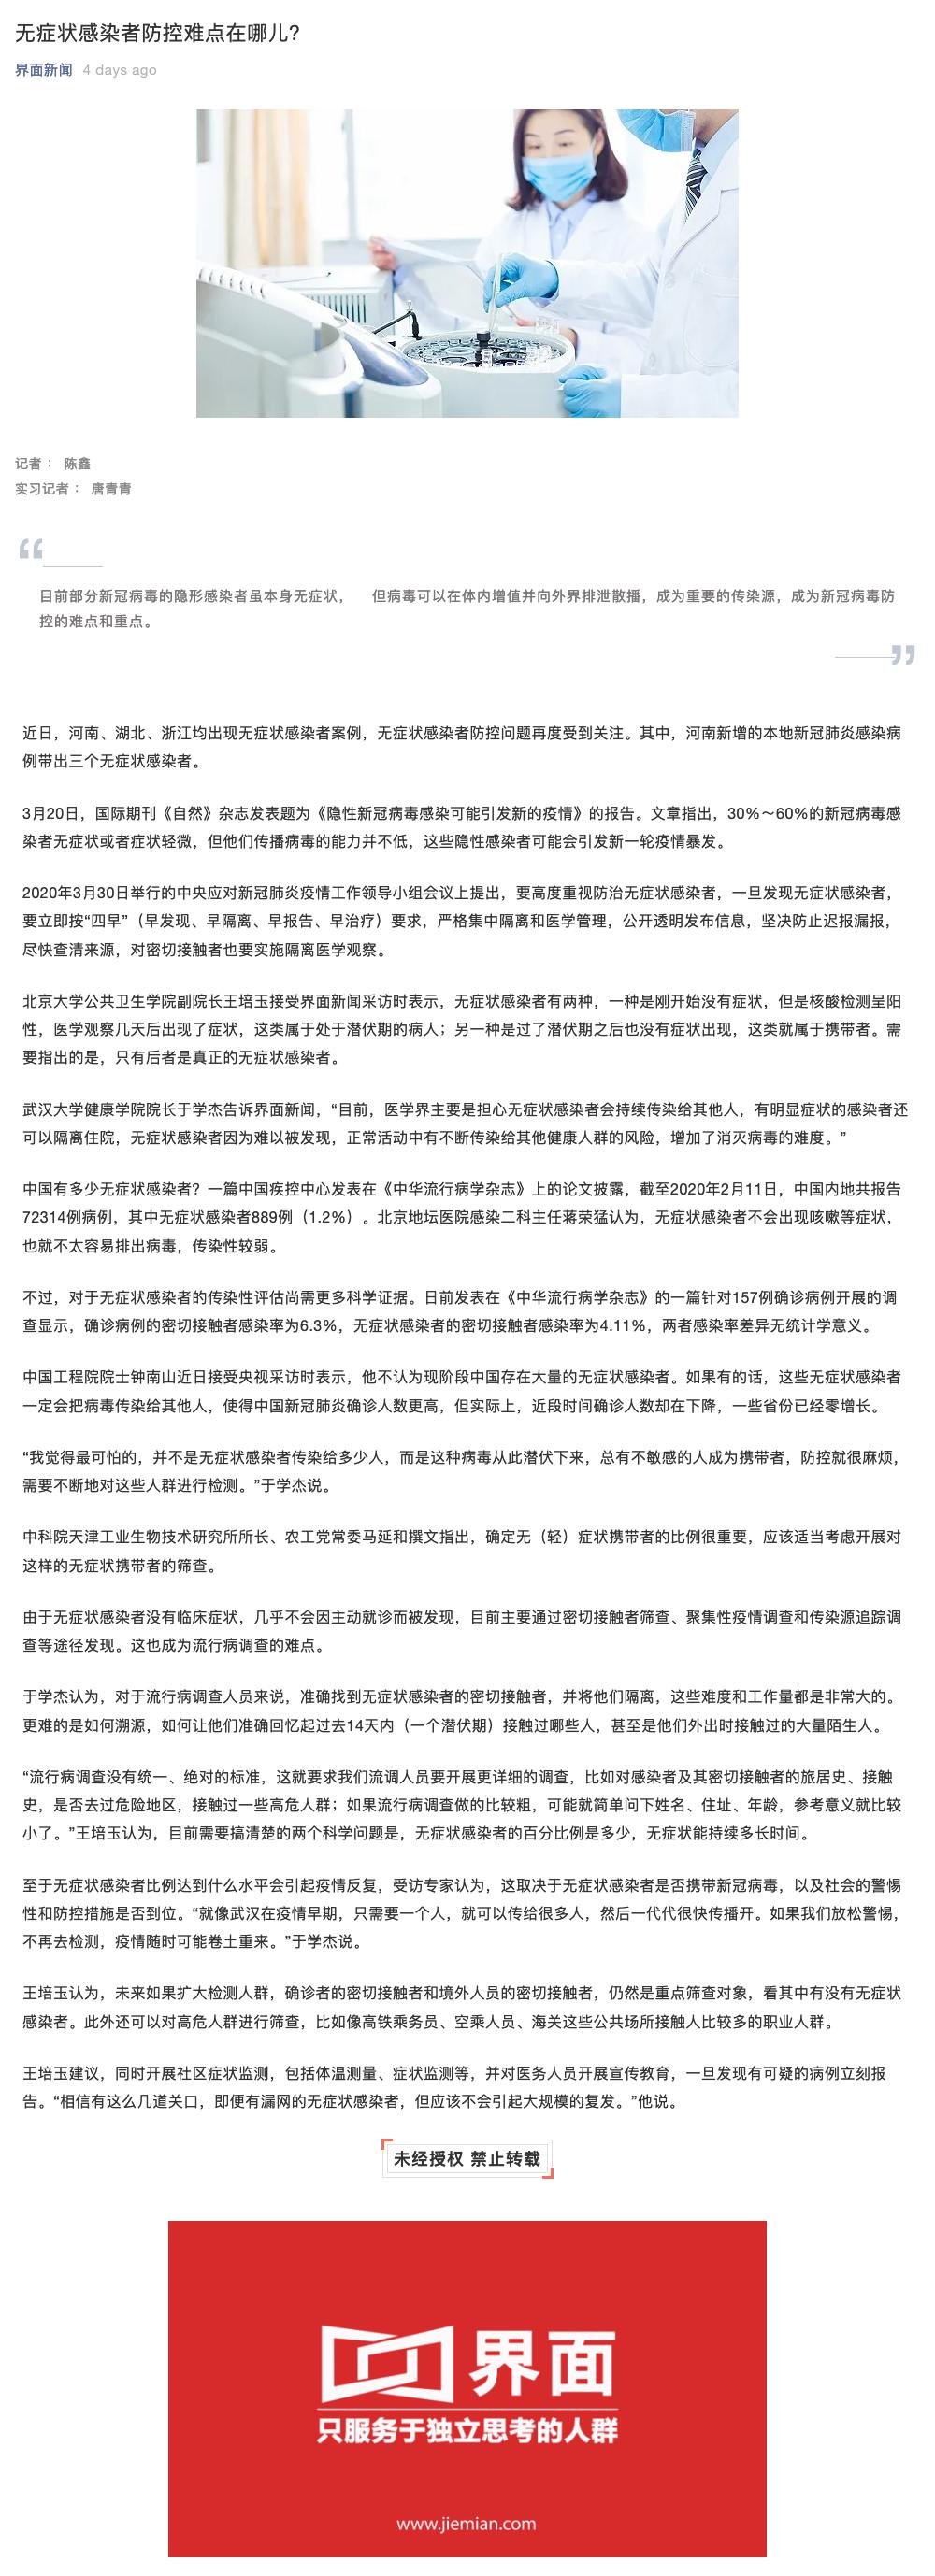 无症状感染者防控难点在哪儿？
界面新闻 4 days ago
记者： 陈鑫
实习记者： 唐青青
“
目前部分新冠病毒的隐形感染者虽本身无症状， 但病毒可以在体内增值并向外界排泄散播，成为重要的传染源，成为新冠病毒防
控的难点和重点。
”
近日，河南、湖北、浙江均出现无症状感染者案例，无症状感染者防控问题再度受到关注。其中，河南新增的本地新冠肺炎感染病
例带出三个无症状感染者。
3月20日，国际期刊《自然》杂志发表题为《隐性新冠病毒感染可能引发新的疫情》的报告。文章指出，30%～60%的新冠病毒感
染者无症状或者症状轻微，但他们传播病毒的能力并不低，这些隐性感染者可能会引发新一轮疫情暴发。
2020年3月30日举行的中央应对新冠肺炎疫情工作领导小组会议上提出，要高度重视防治无症状感染者，一旦发现无症状感染者，
要立即按“四早”（早发现、早隔离、早报告、早治疗）要求，严格集中隔离和医学管理，公开透明发布信息，坚决防止迟报漏报，
尽快查清来源，对密切接触者也要实施隔离医学观察。
北京大学公共卫生学院副院长王培玉接受界面新闻采访时表示，无症状感染者有两种，一种是刚开始没有症状，但是核酸检测呈阳
性，医学观察几天后出现了症状，这类属于处于潜伏期的病人；另一种是过了潜伏期之后也没有症状出现，这类就属于携带者。需
要指出的是，只有后者是真正的无症状感染者。
武汉大学健康学院院长于学杰告诉界面新闻，“目前，医学界主要是担心无症状感染者会持续传染给其他人，有明显症状的感染者还
可以隔离住院，无症状感染者因为难以被发现，正常活动中有不断传染给其他健康人群的风险，增加了消灭病毒的难度。”
中国有多少无症状感染者？一篇中国疾控中心发表在《中华流行病学杂志》上的论文披露，截至2020年2月11日，中国内地共报告
72314例病例，其中无症状感染者889例（1.2%）。北京地坛医院感染二科主任蒋荣猛认为，无症状感染者不会出现咳嗽等症状，
也就不太容易排出病毒，传染性较弱。
不过，对于无症状感染者的传染性评估尚需更多科学证据。日前发表在《中华流行病学杂志》的一篇针对157例确诊病例开展的调
查显示，确诊病例的密切接触者感染率为6.3%，无症状感染者的密切接触者感染率为4.11%，两者感染率差异无统计学意义。
中国工程院院士钟南山近日接受央视采访时表示，他不认为现阶段中国存在大量的无症状感染者。如果有的话，这些无症状感染者
一定会把病毒传染给其他人，使得中国新冠肺炎确诊人数更高，但实际上，近段时间确诊人数却在下降，一些省份已经零增长。
“我觉得最可怕的，并不是无症状感染者传染给多少人，而是这种病毒从此潜伏下来，总有不敏感的人成为携带者，防控就很麻烦，
需要不断地对这些人群进行检测。”于学杰说。
中科院天津工业生物技术研究所所长、农工党常委马延和撰文指出，确定无（轻）症状携带者的比例很重要，应该适当考虑开展对
这样的无症状携带者的筛查。
由于无症状感染者没有临床症状，几乎不会因主动就诊而被发现，目前主要通过密切接触者筛查、聚集性疫情调查和传染源追踪调
查等途径发现。这也成为流行病调查的难点。
于学杰认为，对于流行病调查人员来说，准确找到无症状感染者的密切接触者，并将他们隔离，这些难度和工作量都是非常大的。
更难的是如何溯源，如何让他们准确回忆起过去14天内（一个潜伏期）接触过哪些人，甚至是他们外出时接触过的大量陌生人。
“流行病调查没有统一、绝对的标准，这就要求我们流调人员要开展更详细的调查，比如对感染者及其密切接触者的旅居史、接触
史，是否去过危险地区，接触过一些高危人群；如果流行病调查做的比较粗，可能就简单问下姓名、住址、年龄，参考意义就比较
小了。”王培玉认为，目前需要搞清楚的两个科学问题是，无症状感染者的百分比例是多少，无症状能持续多长时间。
至于无症状感染者比例达到什么水平会引起疫情反复，受访专家认为，这取决于无症状感染者是否携带新冠病毒，以及社会的警惕
性和防控措施是否到位。“就像武汉在疫情早期，只需要一个人，就可以传给很多人，然后一代代很快传播开。如果我们放松警惕，
不再去检测，疫情随时可能卷土重来。”于学杰说。
王培玉认为，未来如果扩大检测人群，确诊者的密切接触者和境外人员的密切接触者，仍然是重点筛查对象，看其中有没有无症状
感染者。此外还可以对高危人群进行筛查，比如像高铁乘务员、空乘人员、海关这些公共场所接触人比较多的职业人群。
王培玉建议，同时开展社区症状监测，包括体温测量、症状监测等，并对医务人员开展宣传教育，一旦发现有可疑的病例立刻报
告。“相信有这么几道关口，即便有漏网的无症状感染者，但应该不会引起大规模的复发。”他说。
未经授权 禁止转载
界面
只服务于独立思考的人群
www.jiemian.com